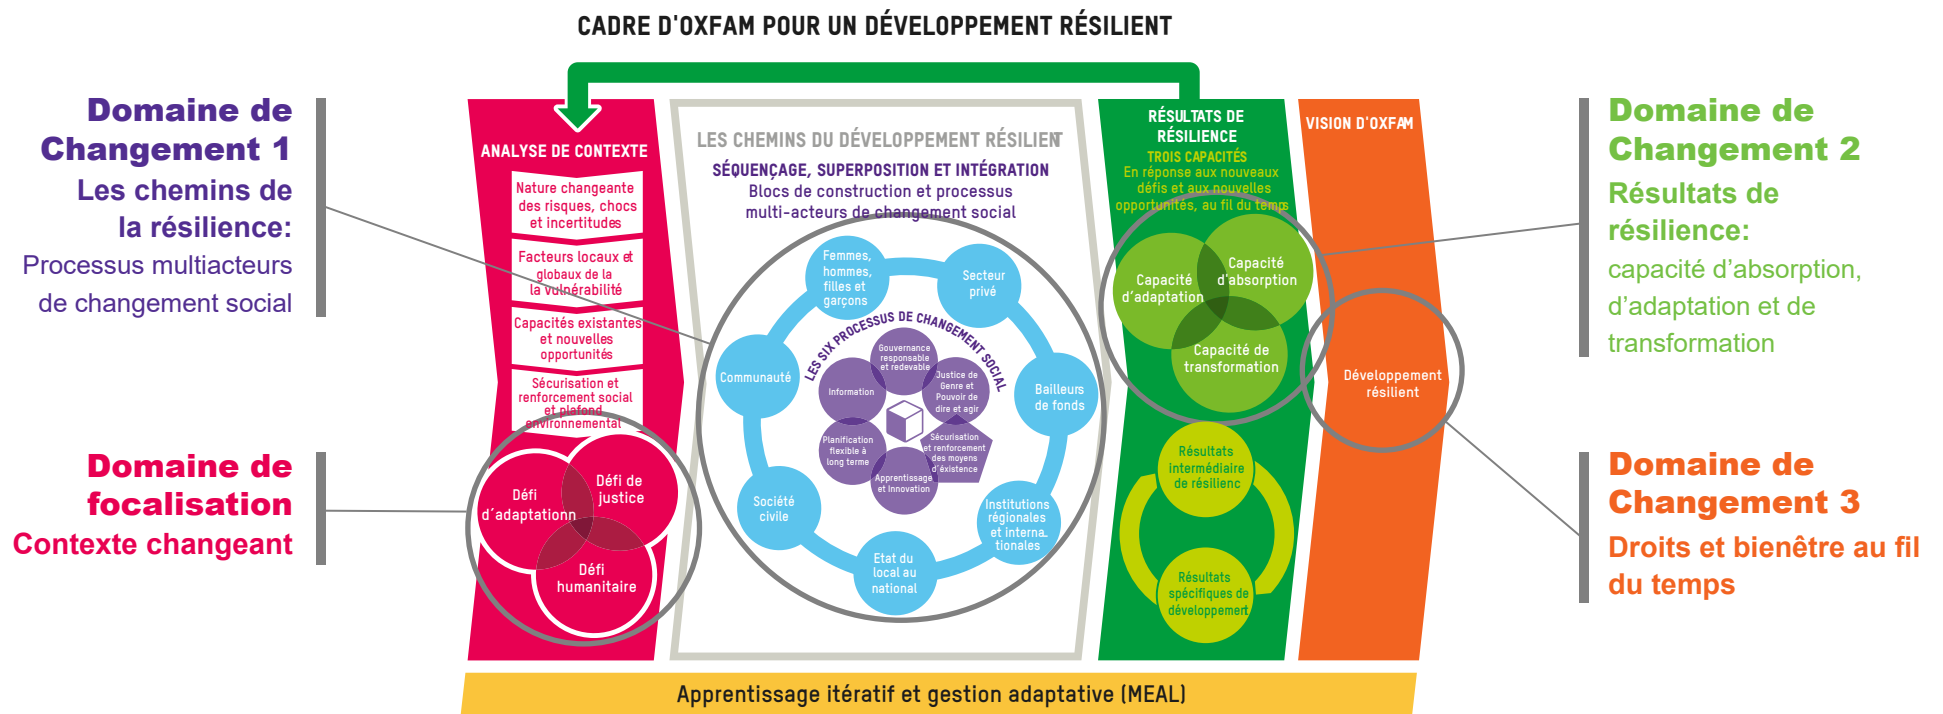 CADRE D'OXFAM POUR UN DÉVELOPPEMENT RÉSILIENT
Domaine de
Changement 1
Les chemins de
la résilience:
Processus multiacteurs
de changement social
Domaine de
focalisation
Contexte changeant
ANALYSE DE CONTEXTE
Nature changeante
des risques, chocs
et incertitudes
Facteurs locaux et
globaux de la
la vulnérabilité
Capacités existantes
et nouvelles
opportunités
Sécurisation et
renforcement social
et plafond
environnemental
Défi
d'adaptationn
Défi de
justice
Défi
humanitaire
LES CHEMINS DU DÉVELOPPEMENT RÉSILIENT
SÉQUENÇAGE, SUPERPOSITION ET INTÉGRATION
Blocs de construction et processus
multi-acteurs de changement social
Femmes,
hommes,
filles et
garçons
Secteur
privé
Communauté
Bailleurs
de fonds
Société
civile
Institutions
régionales
et interna_
tionales
Etat du
local au
national
LES SIX PROCESSUS DE CHANGEMENT SOCIAL
Gouvernance
responsable
et redevable
Information
Justice de
Genre et
Pouvoir de
dire et agir
Planification
flexible à
long terme
Sécurisation
et renforcement
des moyens
d'éxistence
Apprentissage
et Innovation
RÉSULTATS DE
RÉSILIENCE
TROIS CAPACITÉS
En réponse aux nouveaux
défis et aux nouvelles
opportunités, au fil du temps
Capacité
d'adaptation
Capacité
d'absorption
Capacité de
transformation
Résultats
intermédiaire
de résilienc
Résultats
spécifiques de
développement
VISION D'OXFAM
Développement
résilient
Domaine de
Changement 2
Résultats de
résilience:
capacité d'absorption,
d'adaptation et de
transformation
Domaine de
Changement 3
Droits et bienêtre au fil
du temps
Apprentissage itératif et gestion adaptative (MEAL)